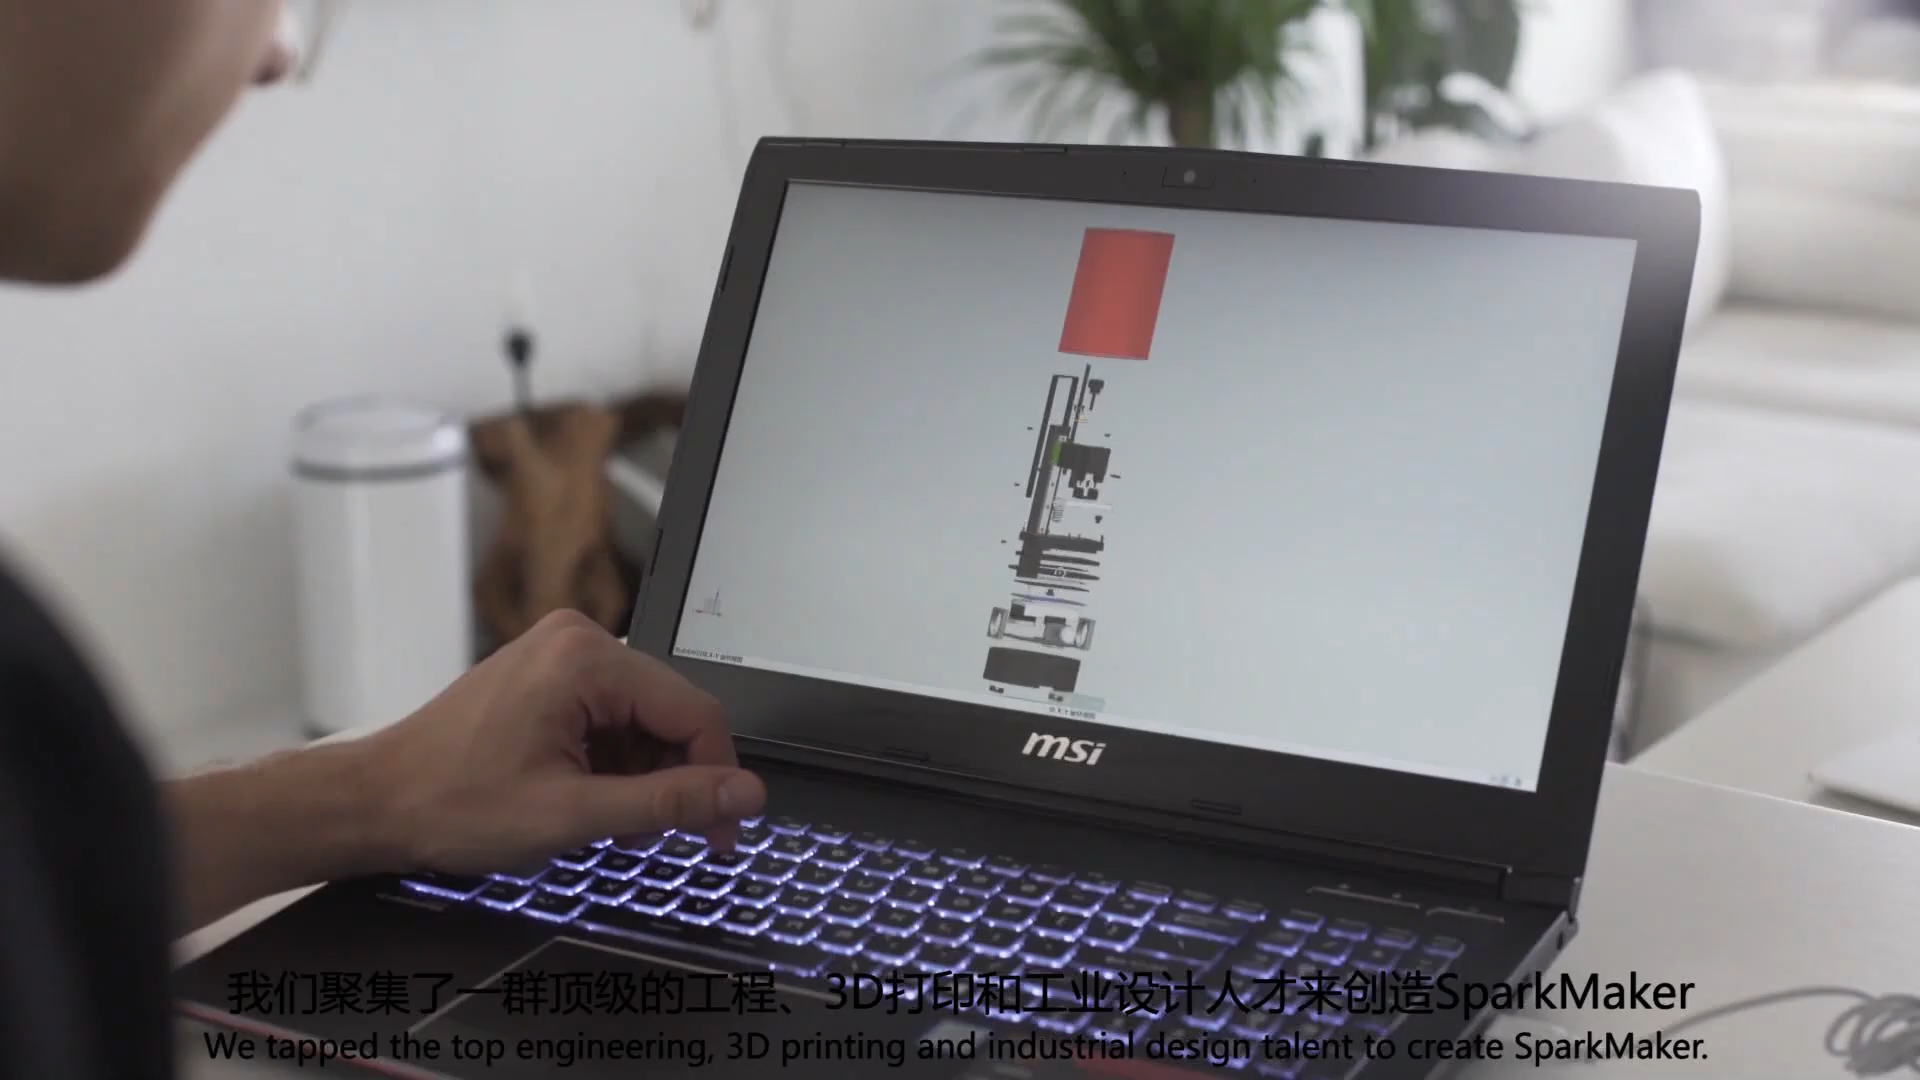 msi
我们聚集了一群顶级的工程、3D打印和工业设计人才来创造SparkMaker
We tapped the top engineering, 3D printing and industrial design talent to create SparkMaker.